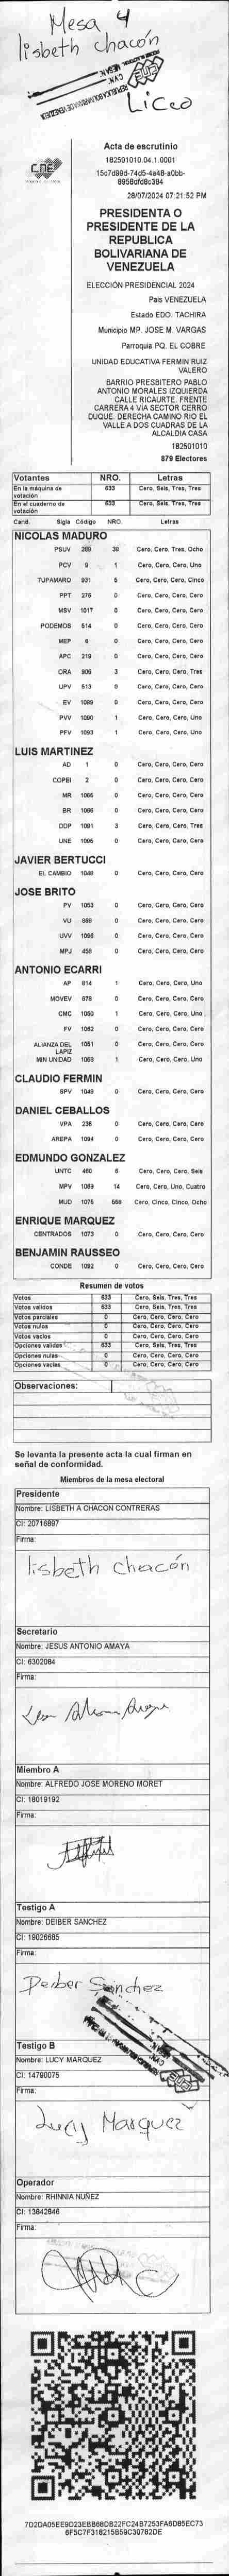 Mesa 4
lisbeth chacón
Liceo
CNE
Acta de escrutinio
182501010.04.1.0001
26/07/2024 07:21:52 PM
PRESIDENTA O
PRESIDENTE DE LA
REPUBLICA
BOLIVARIANA DE
VENEZUELA
ELECCIÓN PRESIDENCIAL 2024
Pais VENEZUELA
Estado EDO. TACHIRA
Municipio MP. JOSE M. VARGAS
Parroquia PQ. EL COBRE
UNIDAD EDUCATIVA FERMIN RUIZ
VALERO
BARRIO PRESBITERO PABLO
ANTONIO MORALES IZQUIERDA
CALLE RICAURTE. FRENTE
CARRERA 4 VIA SECTOR CERRO
DUQUE. DERECHA CAMINO RIO EL
VALLE A DOS CUADRAS DE LA
ALCALDIA CASA
182501010
879 Electores
Votantes NRO. Letras
En la máquina de votación 633 Cero, Seis, Tres, Tres
En el cuaderno de votación 633 Cero, Seis, Tres, Tres
Cand. Sigla Código NRO. Letras
NICOLAS MADURO
PSUV 38 Cero, Cero, Tres, Ocho
PCV 9 1 Cero, Cero, Cero, Uno
TUPAMARO 931 5 Cero, Cero, Cero, Cinco
PPT 276 0 Cero, Cero, Cero, Cero
MSV 1017 0 Cero, Cero, Cero, Cero
PODEMOS 514 0 Cero, Cero, Cero, Cero
MEP 6 0 Cero, Cero, Cero, Cero
APC 219 0 Cero, Cero, Cero, Cero
ORA 906 3 Cero, Cero, Cero, Tres
UPV 513 0 Cero, Cero, Cero, Cero
EV 1089 0 Cero, Cero, Cero, Cero
PVV 1090 1 Cero, Cero, Cero, Uno
PFV 1093 1 Cero, Cero, Cero, Uno
LUIS MARTINEZ
AD 1 0 Cero, Cero, Cero, Cero
COPEI 2 0 Cero, Cero, Cero, Cero
MR 1065 0 Cero, Cero, Cero, Cero
BR 1066 0 Cero, Cero, Cero, Cero
DDP 1091 3 Cero, Cero, Cero, Tres
UNE 1095 0 Cero, Cero, Cero, Cero
JAVIER BERTUCCI
EL CAMBIO 1048 0 Cero, Cero, Cero, Cero
JOSE BRITO
PV 1053 0 Cero, Cero, Cero, Cero
VU 868 0 Cero, Cero, Cero, Cero
UVV 1096 0 Cero, Cero, Cero, Cero
MPJ 458 0 Cero, Cero, Cero, Cero
ANTONIO ECARRI
AP 814 1 Cero, Cero, Cero, Uno
MOVEV 678 0 Cero, Cero, Cero, Cero
CMC 1050 1 Cero, Cero, Cero, Uno
FV 1062 0 Cero, Cero, Cero, Cero
ALIANZA DEL LAPIZ 1051 0 Cero, Cero, Cero, Cero
MIN UNIDAD 1068 1 Cero, Cero, Cero, Uno
CLAUDIO FERMIN
SPV 1049 0 Cero, Cero, Cero, Cero
DANIEL CEBALLOS
VPA 236 0 Cero, Cero, Cero, Cero
AREPA 1094 0 Cero, Cero, Cero, Cero
EDMUNDO GONZALEZ
UNTC 460 6 Cero, Cero, Cero, Seis
MPV 1069 14 Cero, Cero, Uno, Cuatro
MUD 1075 558 Cero, Cinco, Cinco, Ocho
ENRIQUE MARQUEZ
CENTRADOS 1073 0 Cero, Cero, Cero, Cero
BENJAMIN RAUSSEO
CONDE 1092 0 Cero, Cero, Cero, Cero
Resumen de votos
Votos 633 Cero, Seis, Tres, Tres
Votos validos 633 Cero, Seis, Tres, Tres
Votos parciales 0 Cero, Cero, Cero, Cero
Votos nulos 0 Cero, Cero, Cero, Cero
Votos vacios 0 Cero, Cero, Cero, Cero
Opciones validas 633 Cero, Seis, Tres, Tres
Opciones nulas 0 Cero, Cero, Cero, Cero
Opciones vacias 0 Cero, Cero, Cero, Cero
Observaciones:
Se levanta la presente acta la cual firman en
señal de conformidad.
Miembros de la mesa electoral
Presidente
Nombre: LISBETH A CHACON CONTRERAS
CI: 20716897
Firma:
lisbeth chacón
Secretario
Nombre: JESUS ANTONIO AMAYA
CI: 6302084
Firma:
Miembro A
Nombre: ALFREDO JOSE MORENO MORET
CI: 18019192
Firma:
Testigo A
Nombre: DEIBER SANCHEZ
CI: 19026685
Firma:
Deiber Sanchez
Testigo B
Nombre: LUCY MARQUEZ
CI: 14790075
Firma:
Lucy Marquez
Operador
Nombre: RHINNIA NUÑEZ
CI: 13842846
Firma: